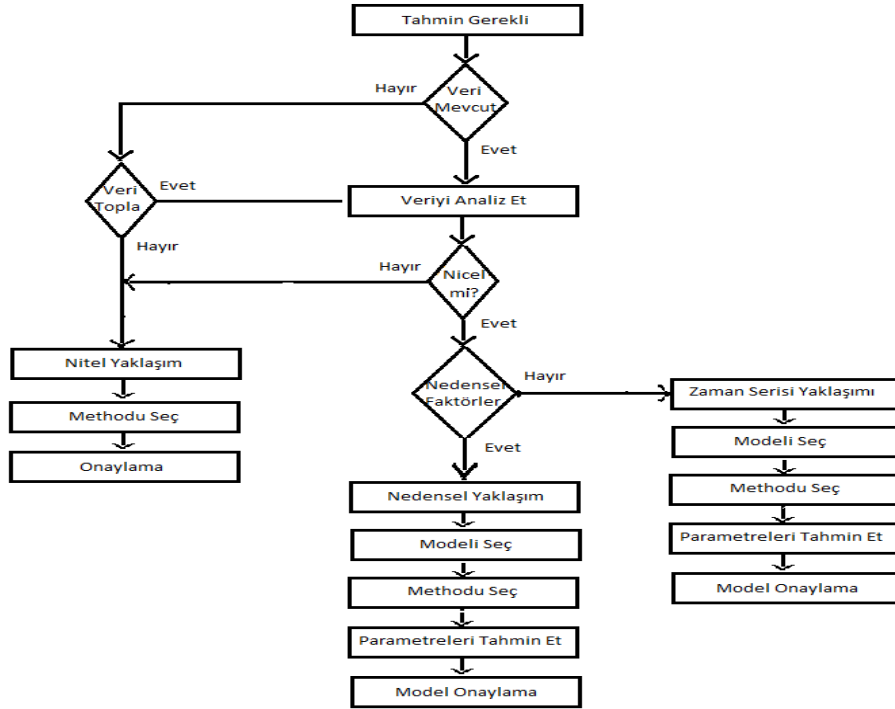 Tahmin Gerekli
Hayır
Veri
Mevcut
Evet
Veri
Topla
Evet
Veriyi Analiz Et
Hayır
Hayır
Nicel
mi?
Evet
Nitel Yaklaşım
Nedensel
Faktörler
Hayır
Zaman Serisi Yaklaşımı
Methodu Seç
Evet
Modeli Seç
Onaylama
Nedensel Yaklaşım
Methodu Seç
Modeli Seç
Parametreleri Tahmin Et
Methodu Seç
Model Onaylama
Parametreleri Tahmin Et
Model Onaylama